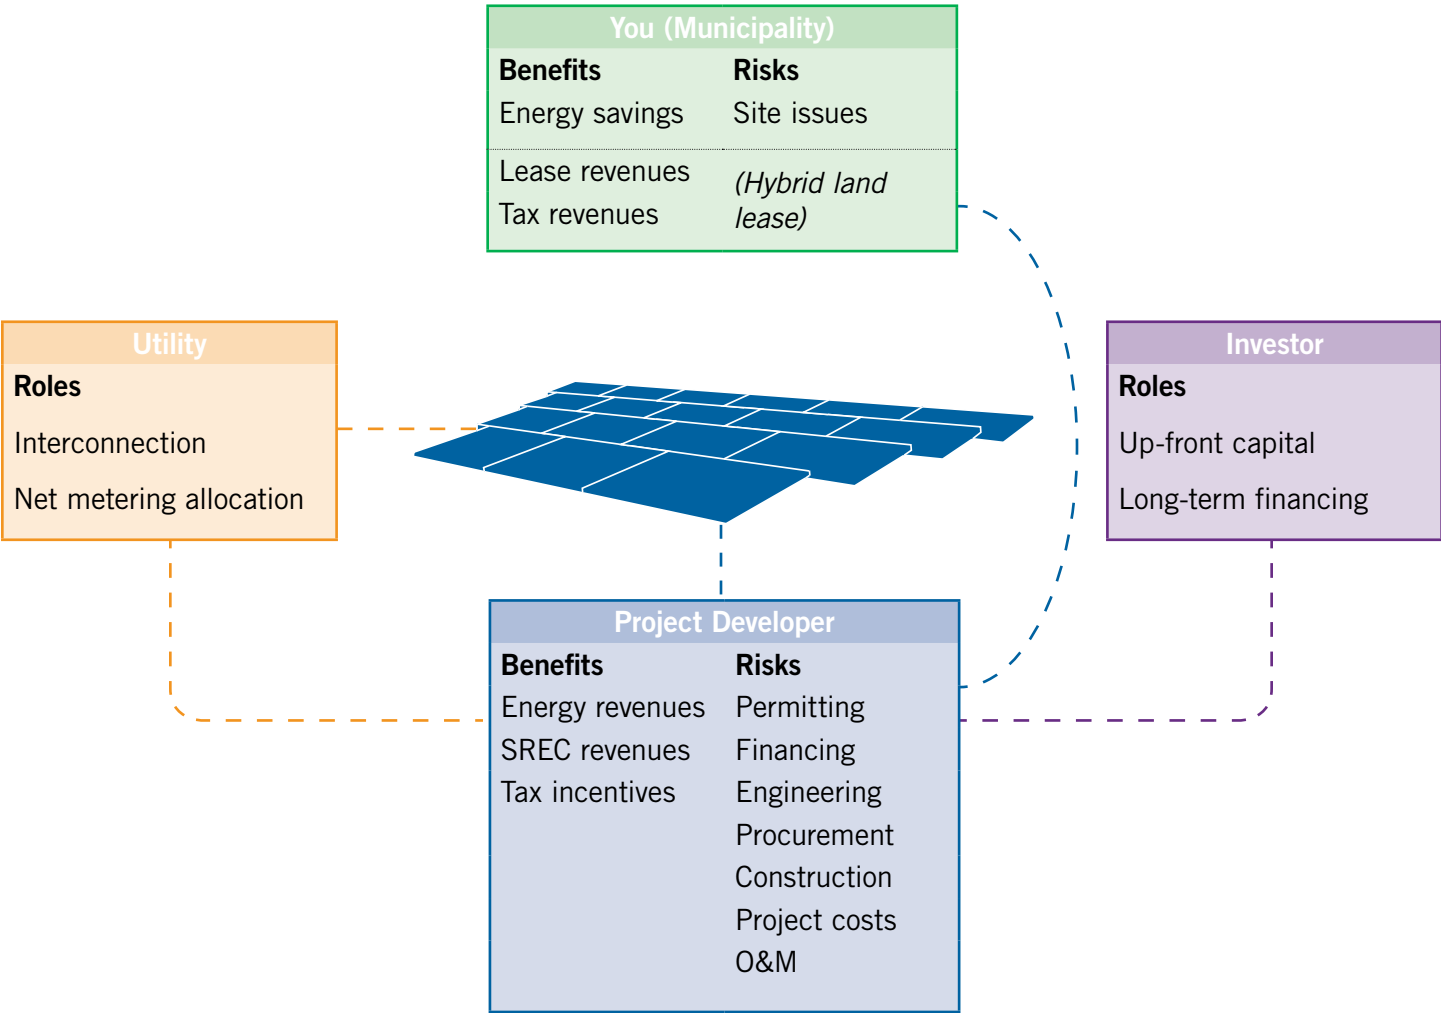 You (Municipality)
Benefits Risks
Energy savings Site issues
Lease revenues
Tax revenues
(Hybrid land
lease)
Utility
Roles
Interconnection
Net metering allocation
Investor
Roles
Up-front capital
Long-term financing
Project Developer
Benefits Risks
Energy revenues Permitting
SREC revenues Financing
Tax incentives Engineering
Procurement
Construction
Project costs
O&M